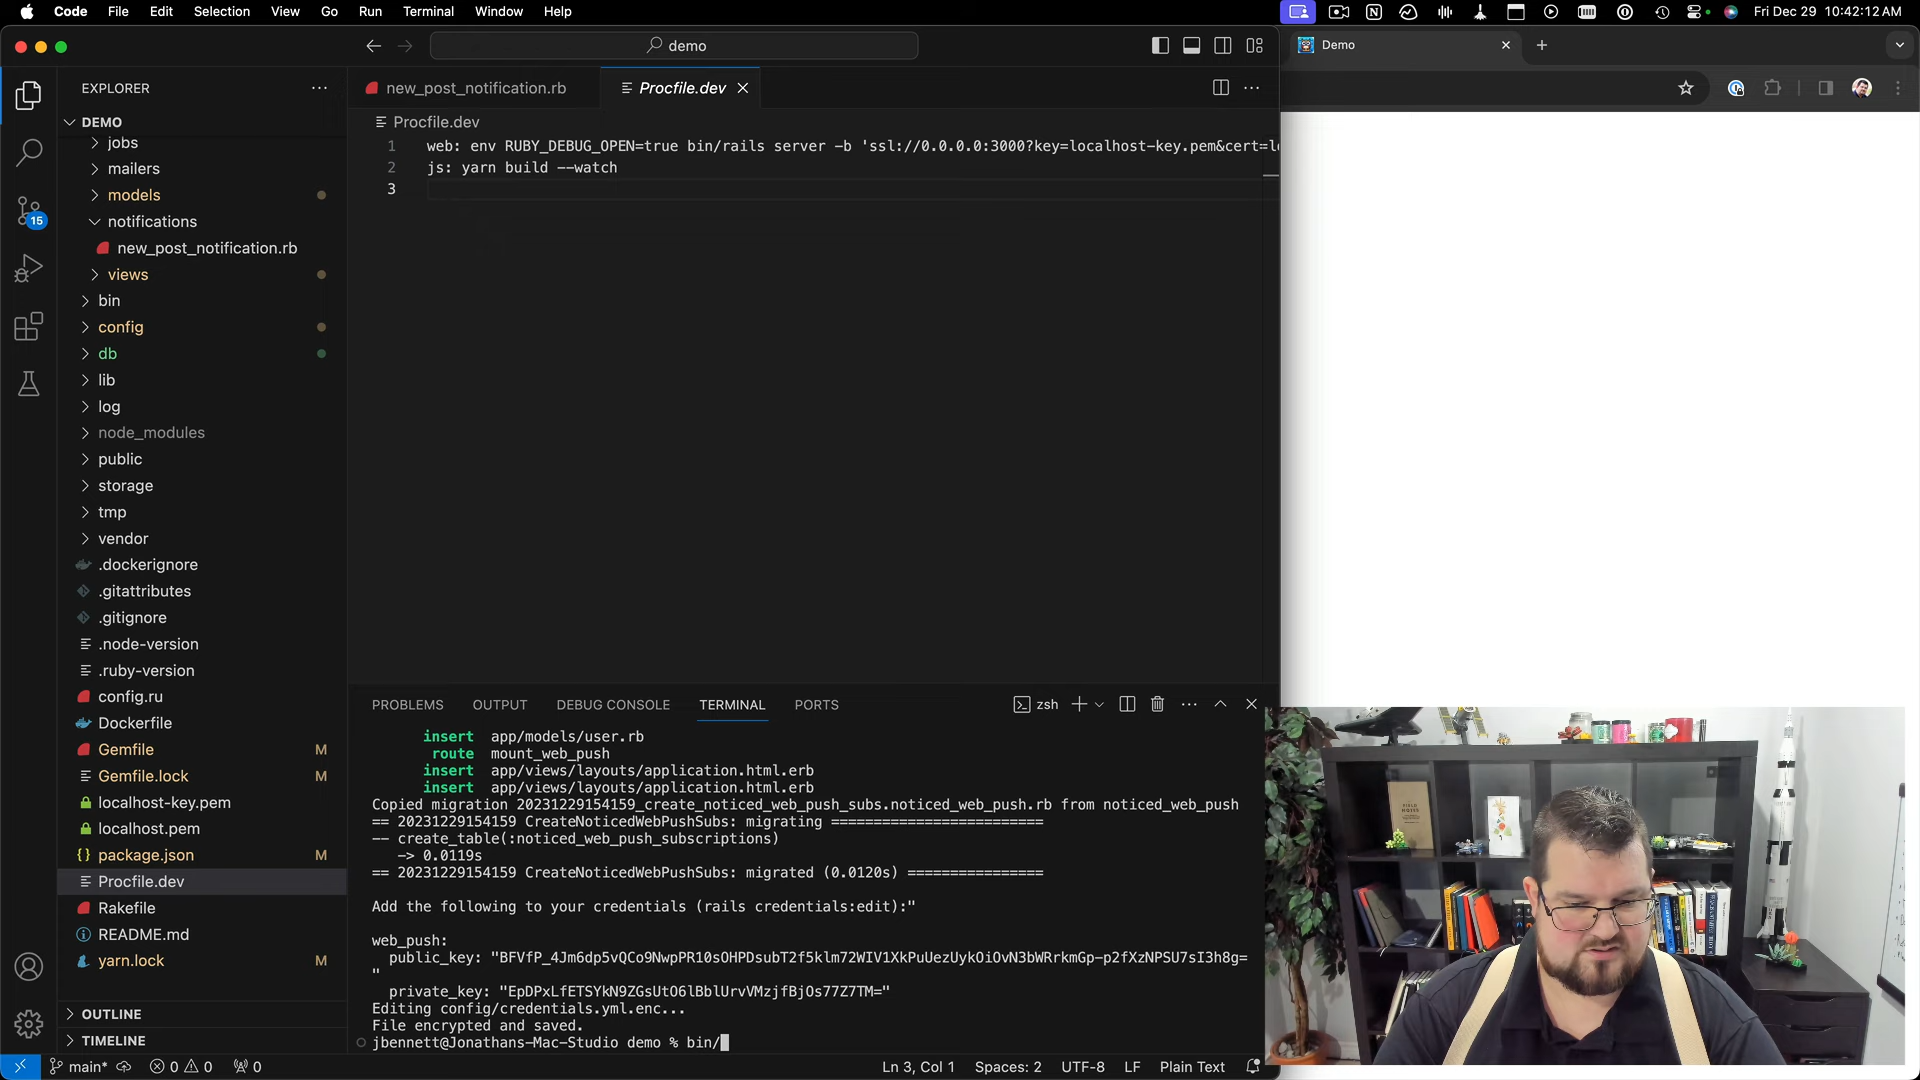 Code File Edit Selection View Go Run Terminal Window Help
Fri Dec 29 10:42:12 AM
demo
Demo
EXPLORER
new_post_notification.rb
Procfile.dev
DEMO
Procfile.dev
jobs
mailers
models
notifications
new_post_notification.rb
views
bin
config
db
lib
log
node_modules
public
storage
tmp
vendor
.dockerignore
.gitattributes
.gitignore
.node-version
.ruby-version
config.ru
Dockerfile
Gemfile M
Gemfile.lock M
localhost-key.pem
localhost.pem
package.json M
Procfile.dev
Rakefile
README.md
yarn.lock M
OUTLINE
TIMELINE
15
1 web: env RUBY_DEBUG_OPEN=true bin/rails server -b 'ssl://0.0.0.0:3000?key=localhost-key.pem&cert=lo
2 js: yarn build --watch
3
PROBLEMS OUTPUT DEBUG CONSOLE TERMINAL PORTS
zsh
insert app/models/user.rb
route mount_web_push
insert app/views/layouts/application.html.erb
insert app/views/layouts/application.html.erb
Copied migration 20231229154159_create_noticed_web_push_subs.noticed_web_push.rb from noticed_web_push
== 20231229154159 CreateNoticedWebPushSubs: migrating =========================
-- create_table(:noticed_web_push_subscriptions)
-> 0.0119s
== 20231229154159 CreateNoticedWebPushSubs: migrated (0.0120s) ================
Add the following to your credentials (rails credentials:edit):"
web_push:
public_key: "BFVfP_4Jm6dp5vQCo9NwpPR10sOHPDsubT2f5klm72WIV1XkPuUezUykOiOvN3bWRrkmGp-p2fXzNPSU7sI3h8g=
"
private_key: "EpDPxLfETSYkN9ZGsUtO6lBblUrvVMzjfBjOs77Z7TM="
Editing config/credentials.yml.enc...
File encrypted and saved.
jbennett@Jonathans-Mac-Studio demo % bin/
main* 0 0 0
Ln 3, Col 1 Spaces: 2 UTF-8 LF Plain Text
FIELD NOTES